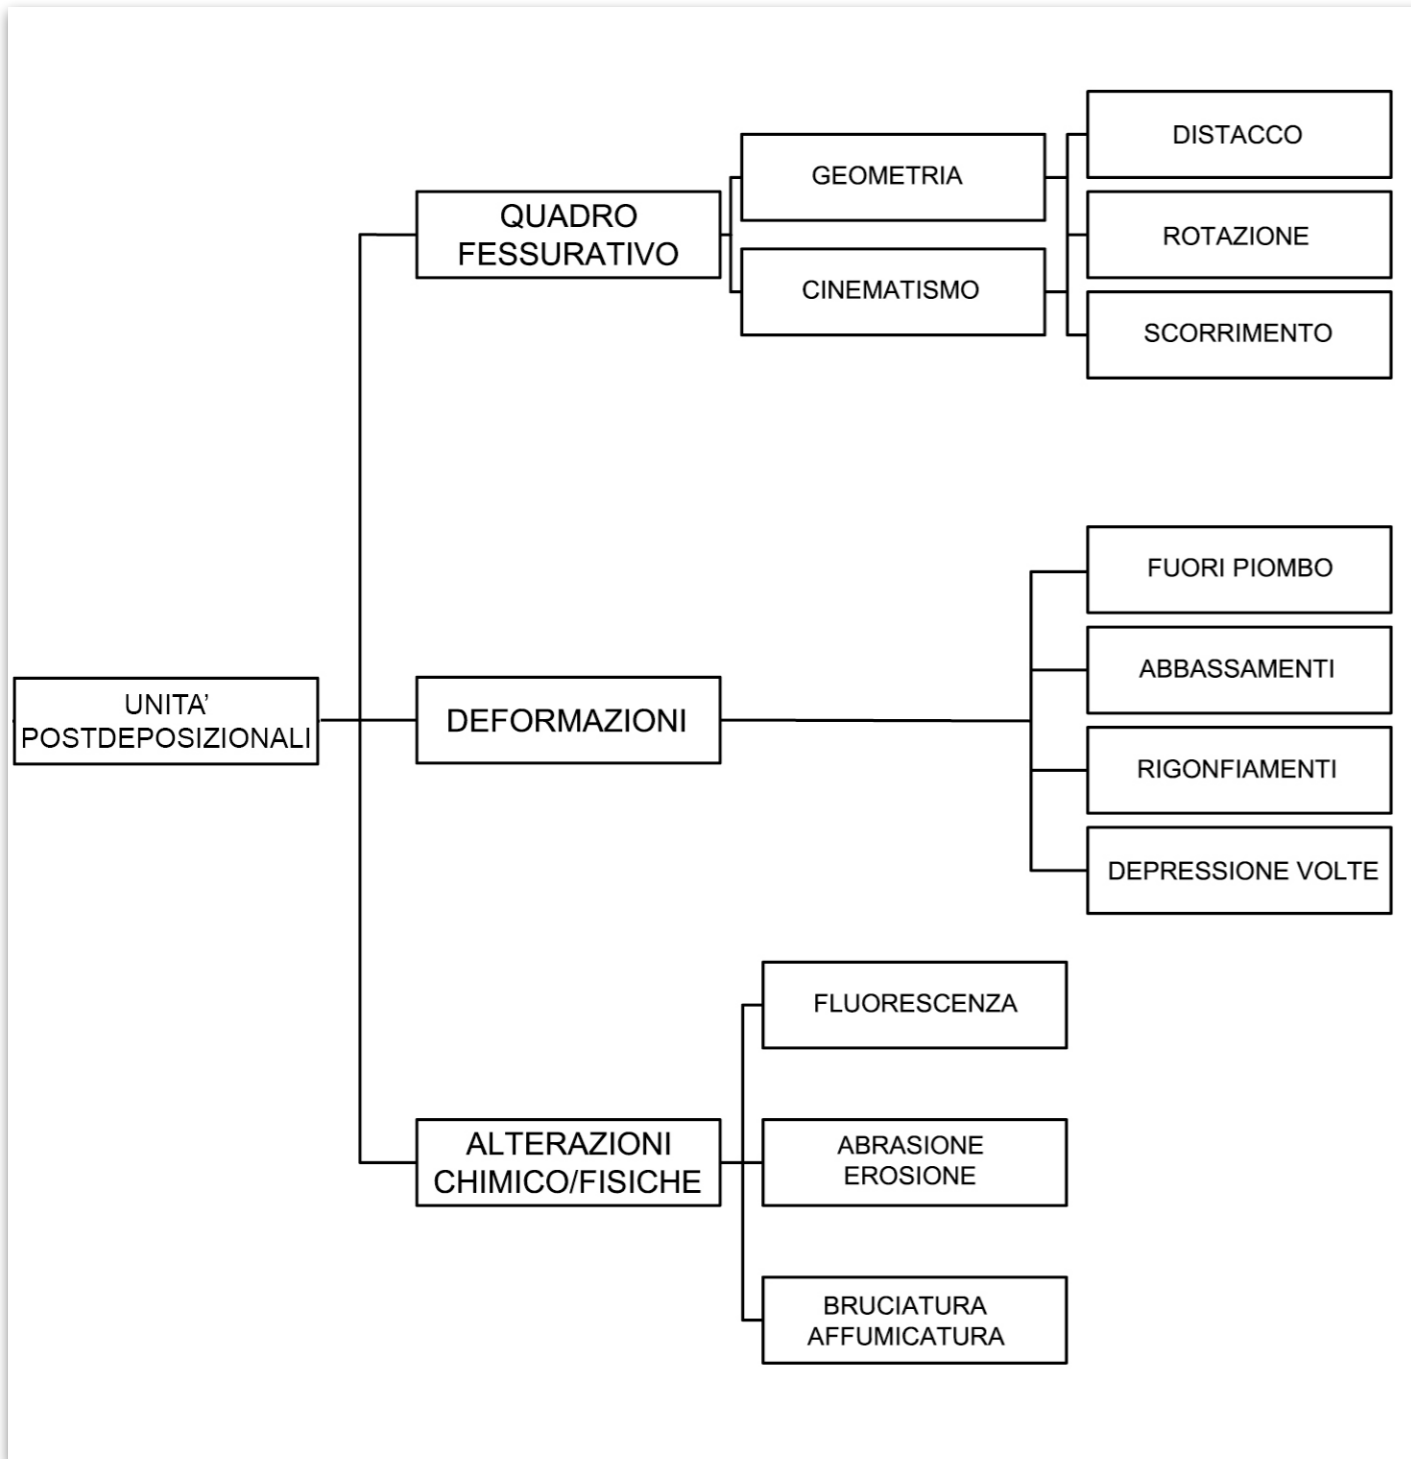 UNITA’
POSTDEPOSIZIONALI
QUADRO
FESSURATIVO
GEOMETRIA
CINEMATISMO
DISTACCO
ROTAZIONE
SCORRIMENTO
DEFORMAZIONI
FUORI PIOMBO
ABBASSAMENTI
RIGONFIAMENTI
DEPRESSIONE VOLTE
ALTERAZIONI
CHIMICO/FISICHE
FLUORESCENZA
ABRASIONE
EROSIONE
BRUCIATURA
AFFUMICATURA